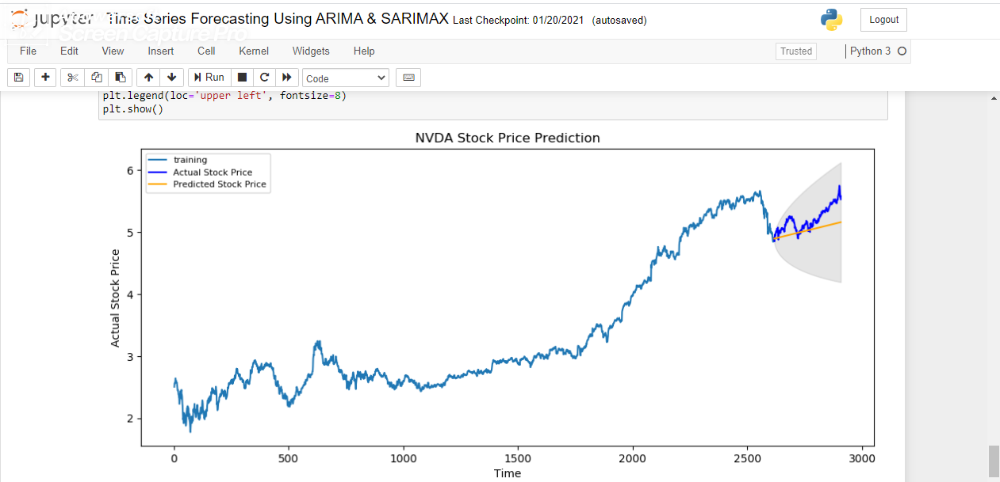 jupyter Time Series Forecasting Using ARIMA & SARIMAX Last Checkpoint: 01/20/2021 (autosaved)
Screen Capture Pro
Logout
File Edit View Insert Cell Kernel Widgets Help
Trusted
Python 3
Run
Code
plt.legend(loc='upper left', fontsize=8)
plt.show()
NVDA Stock Price Prediction
training
Actual Stock Price
Predicted Stock Price
6
5
4
3
2
Actual Stock Price
0 500 1000 1500 2000 2500 3000
Time